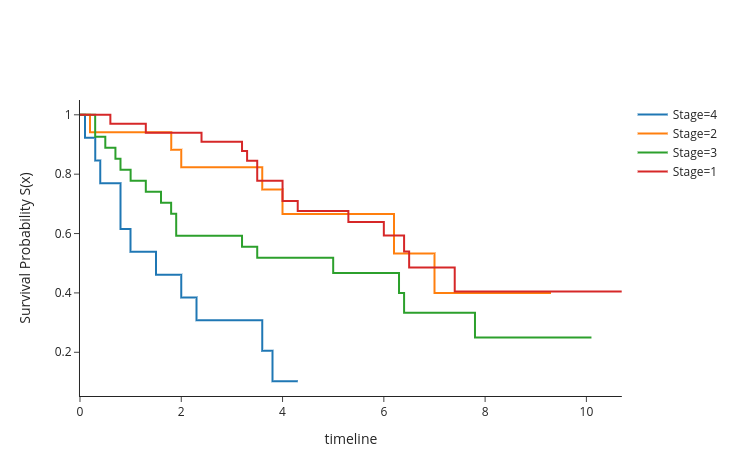 Stage=4
Stage=2
Stage=3
Stage=1
Survival Probability S(x)
1
0.8
0.6
0.4
0.2
0 2 4 6 8 10
timeline